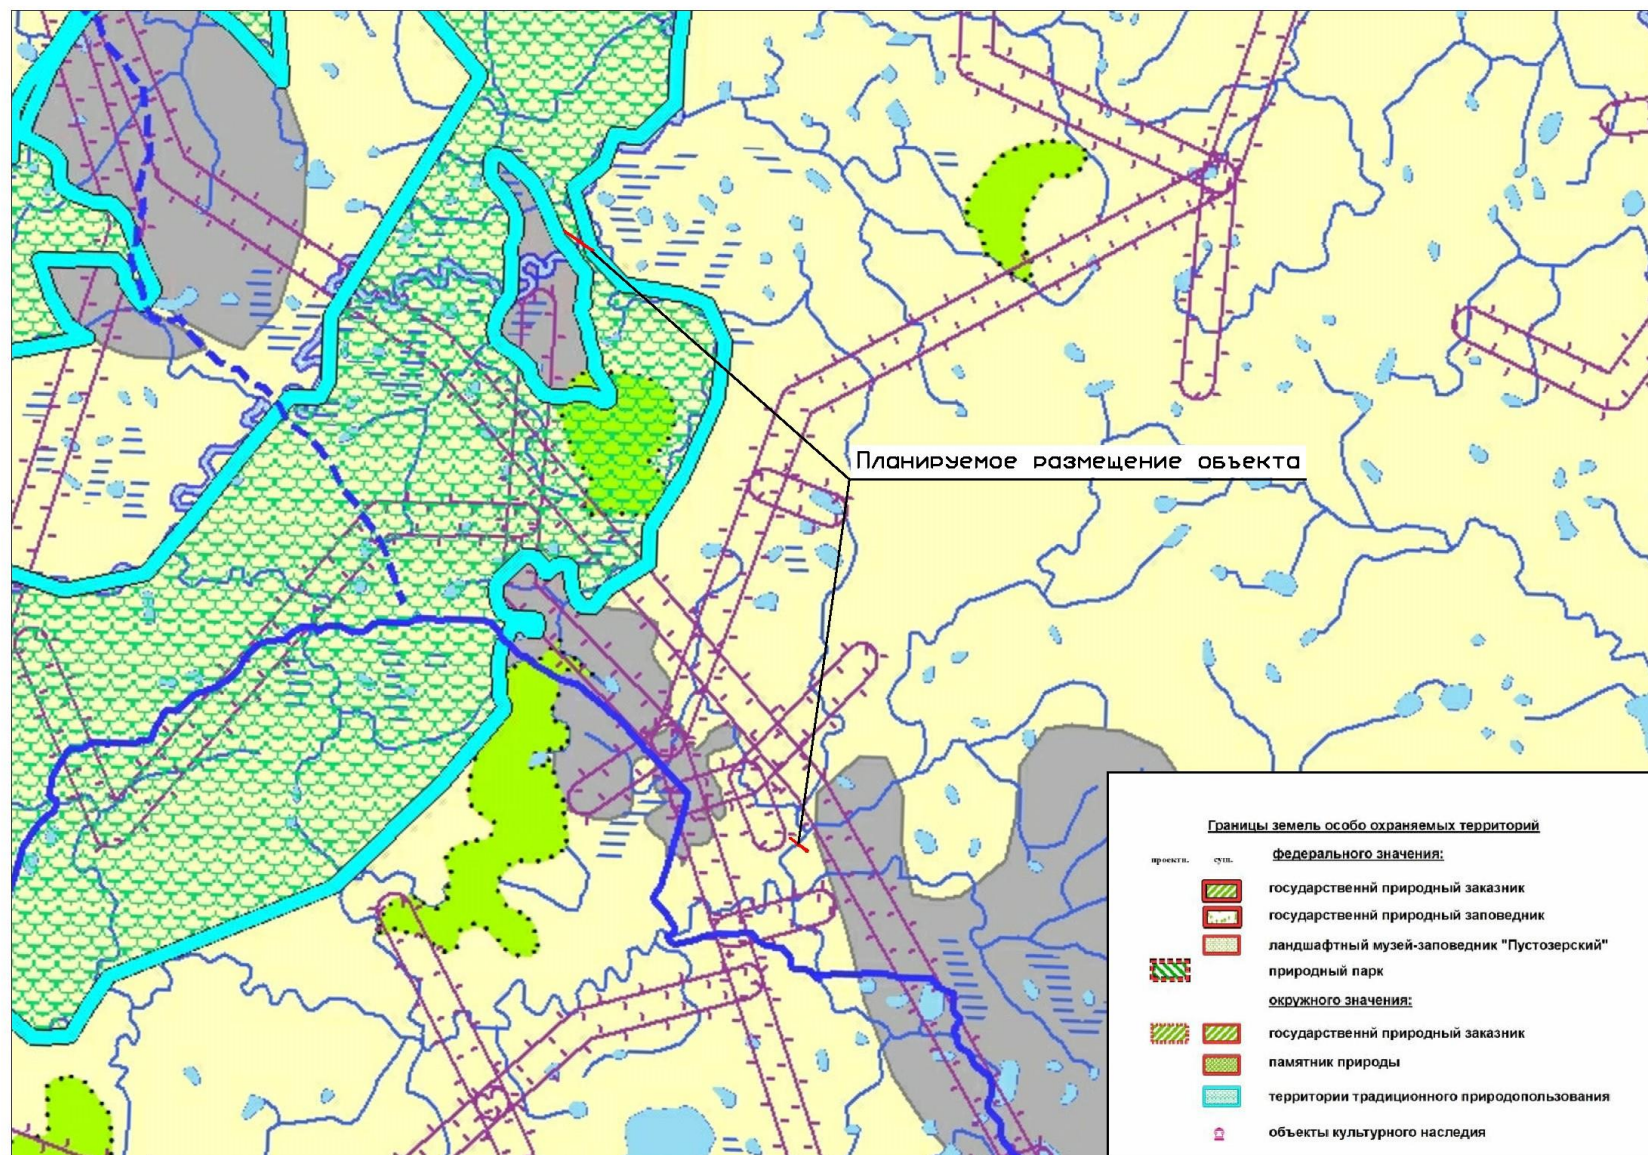 Планируемое размещение объекта
Границы земель особо охраняемых территорий
проектн. сущ. федерального значения:
государственнй природный заказник
государственнй природный заповедник
ландшафтный музей-заповедник "Пустозерский"
природный парк
окружного значения:
государственнй природный заказник
памятник природы
территории традиционного природопользования
объекты культурного наследия